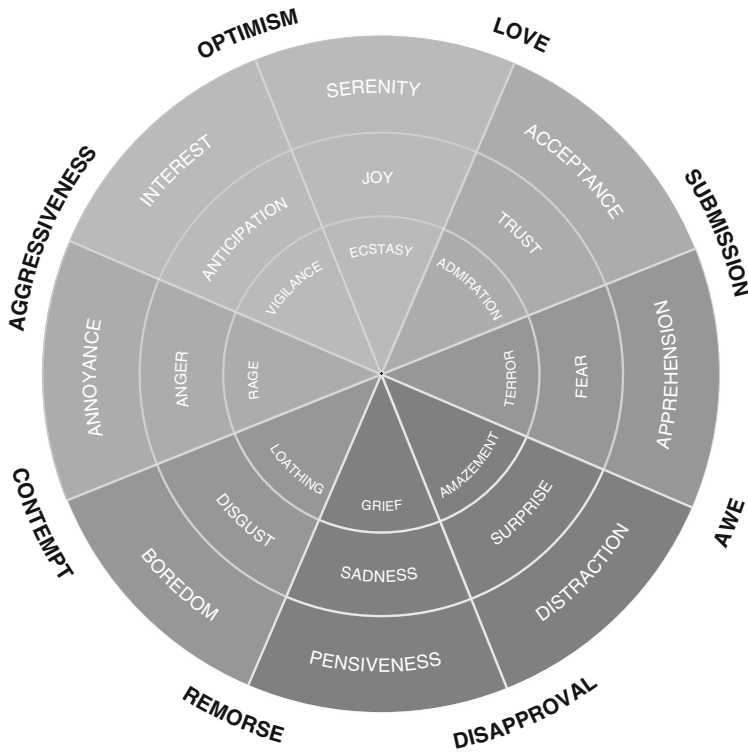 OPTIMISM
LOVE
SUBMISSION
AWE
DISAPPROVAL
REMORSE
CONTEMPT
AGGRESSIVENESS
SERENITY
JOY
ECSTASY
ACCEPTANCE
TRUST
ADMIRATION
APPREHENSION
FEAR
TERROR
DISTRACTION
SURPRISE
AMAZEMENT
PENSIVENESS
SADNESS
GRIEF
BOREDOM
DISGUST
LOATHING
ANNOYANCE
ANGER
RAGE
INTEREST
ANTICIPATION
VIGILANCE